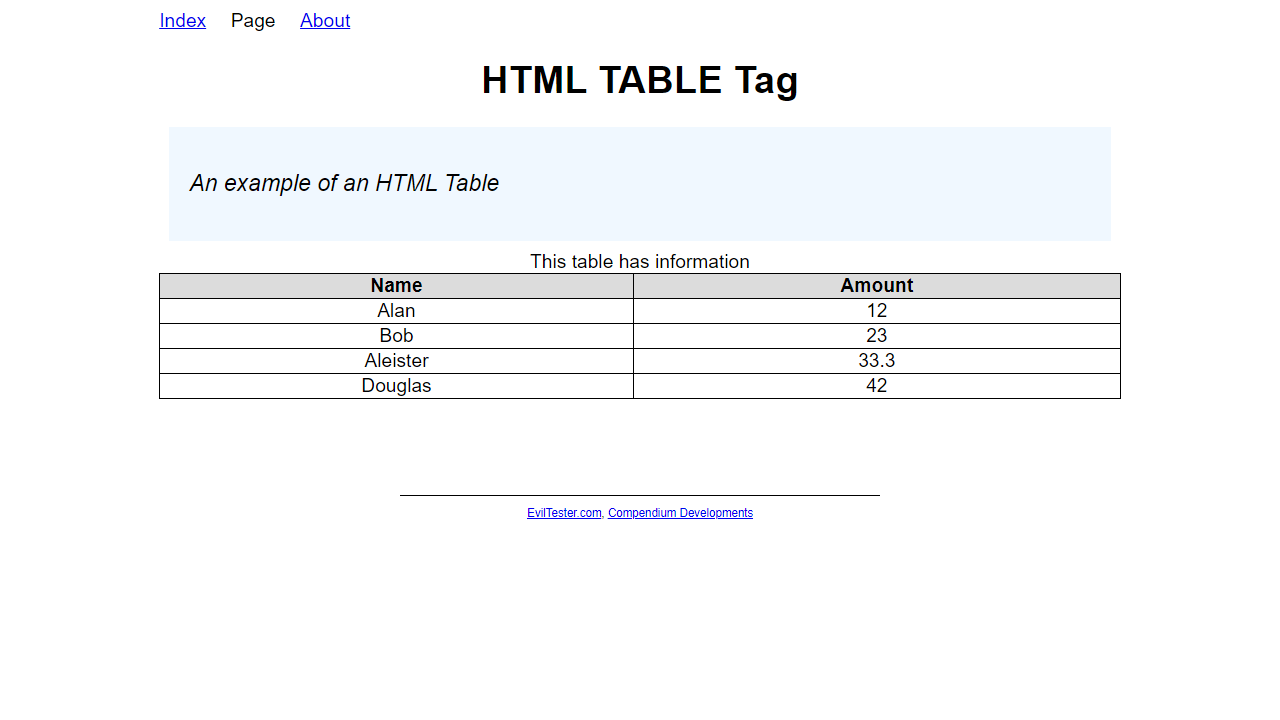 Index Page About
HTML TABLE Tag
An example of an HTML Table
This table has information
Name Amount
Alan 12
Bob 23
Aleister 33.3
Douglas 42
EvilTester.com, Compendium Developments